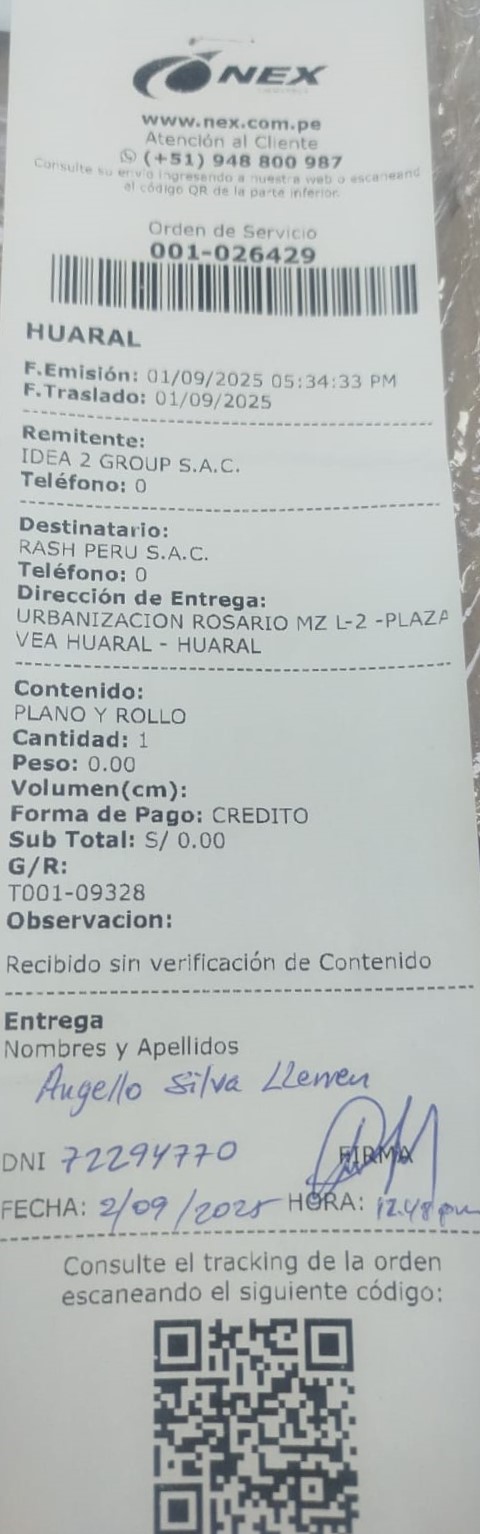 NEX
www.nex.com.pe
Atención al Cliente
(+51) 948 800 987
Consulte su envío ingresando a nuestra web o escaneand
el código QR de la parte inferior.
Orden de Servicio
001-026429
HUARAL
F.Emisión: 01/09/2025 05:34:33 PM
F.Traslado: 01/09/2025
Remitente:
IDEA 2 GROUP S.A.C.
Teléfono: 0
Destinatario:
RASH PERU S.A.C.
Teléfono: 0
Dirección de Entrega:
URBANIZACION ROSARIO MZ L-2 -PLAZA
VEA HUARAL - HUARAL
Contenido:
PLANO Y ROLLO
Cantidad: 1
Peso: 0.00
Volumen(cm):
Forma de Pago: CREDITO
Sub Total: S/ 0.00
G/R:
T001-09328
Observacion:
Recibido sin verificación de Contenido
Entrega
Nombres y Apellidos
Angello Silva
DNI 72294770 FIRMA
FECHA: 2/09/2025 HORA: 12.48 pm
Consulte el tracking de la orden
escaneando el siguiente código: